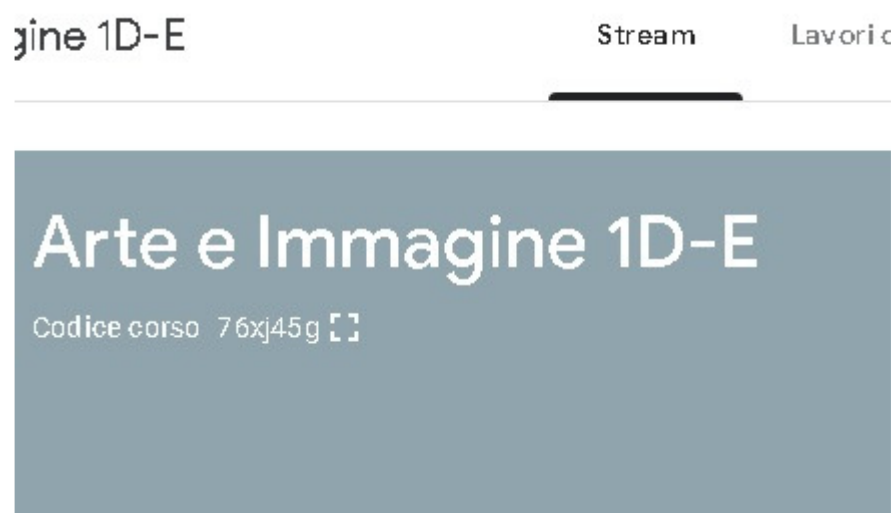 gine 1D-E
Stream
Lavori
Arte e Immagine 1D-E
Codice corso 76xj45g